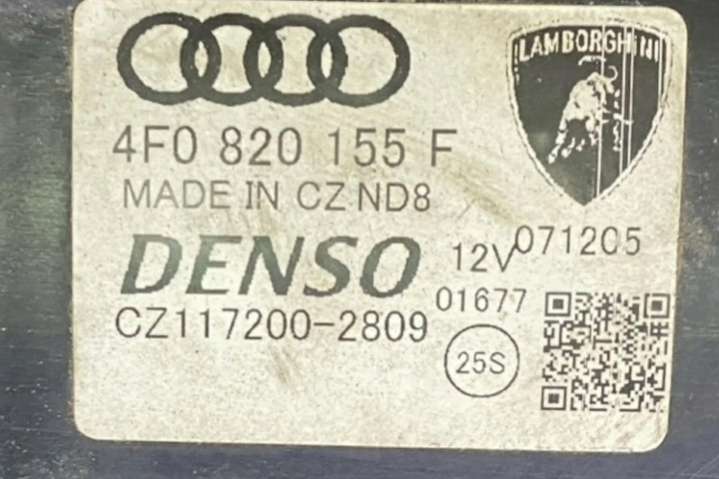 LAMBORGHINI
4F0 820 155 F
MADE IN CZ ND8
DENSO 12V 071205
01677
CZ117200-2809
25S